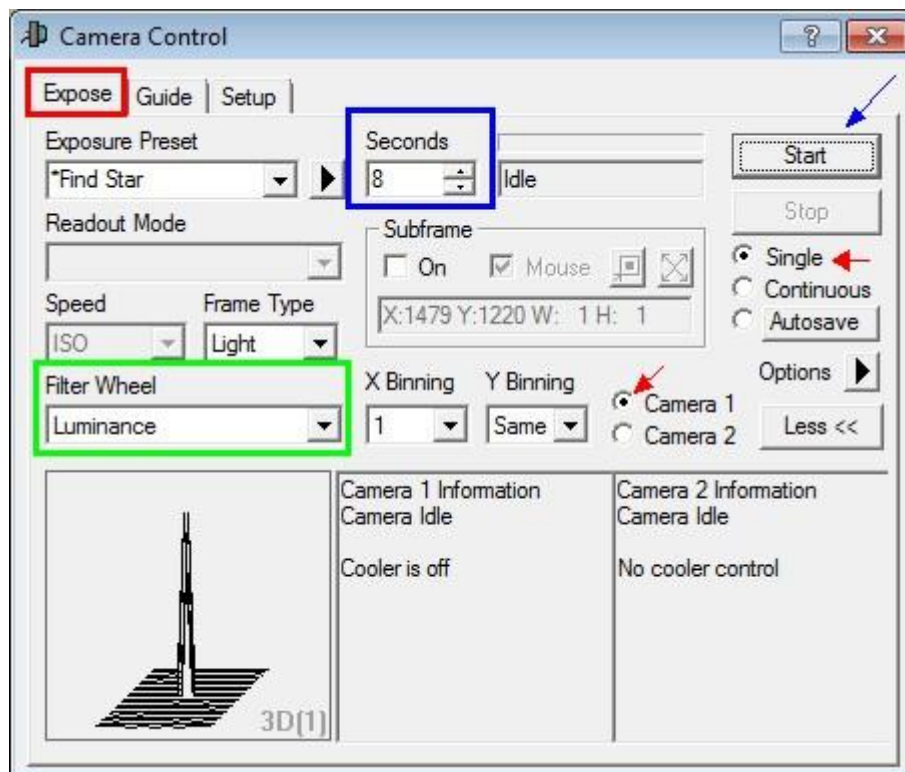 Camera Control
Expose Guide Setup
Exposure Preset
*Find Star
Seconds
8
Idle
Start
Stop
Readout Mode
Subframe
On Mouse
X:1479 Y:1220 W: 1 H: 1
Single
Continuous
Autosave
Speed Frame Type
ISO Light
Filter Wheel
Luminance
X Binning Y Binning
1 Same
Camera 1
Camera 2
Options
Less <<
3D(1)
Camera 1 Information
Camera Idle
Cooler is off
Camera 2 Information
Camera Idle
No cooler control